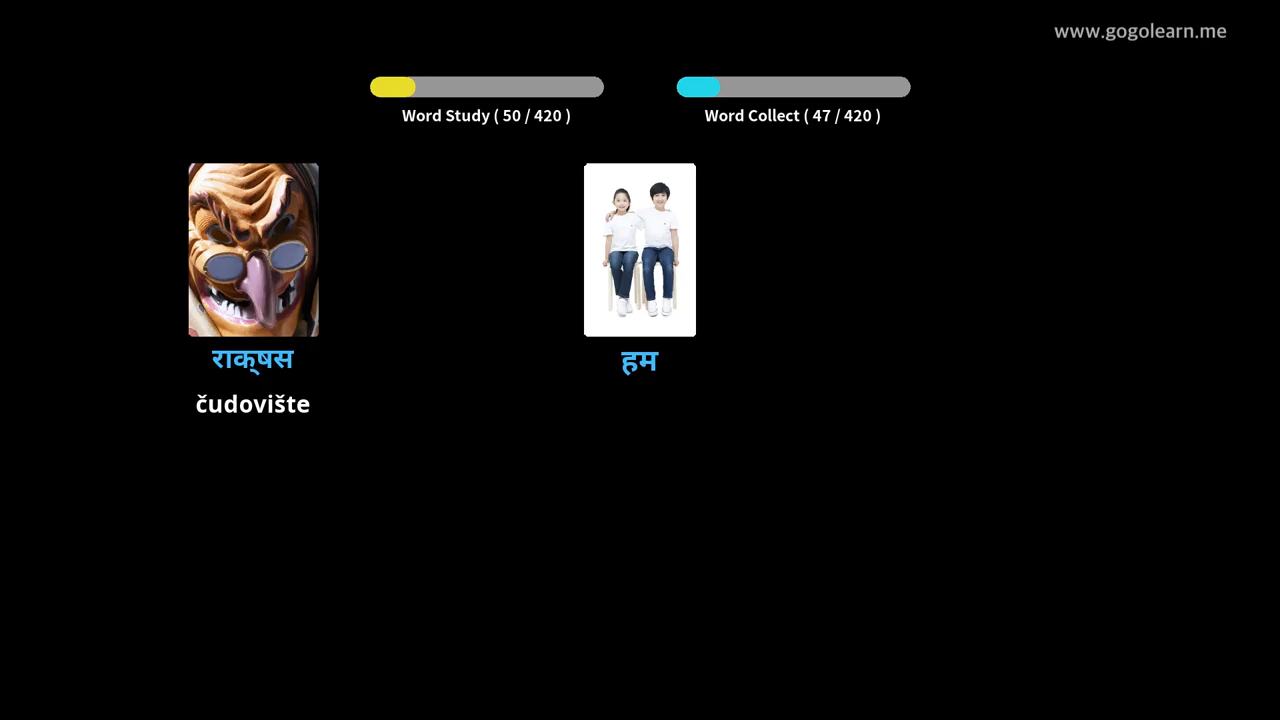 www.gogolearn.me
Word Study ( 50 / 420 )
Word Collect ( 47 / 420 )
राक्षस
हम
čudovište